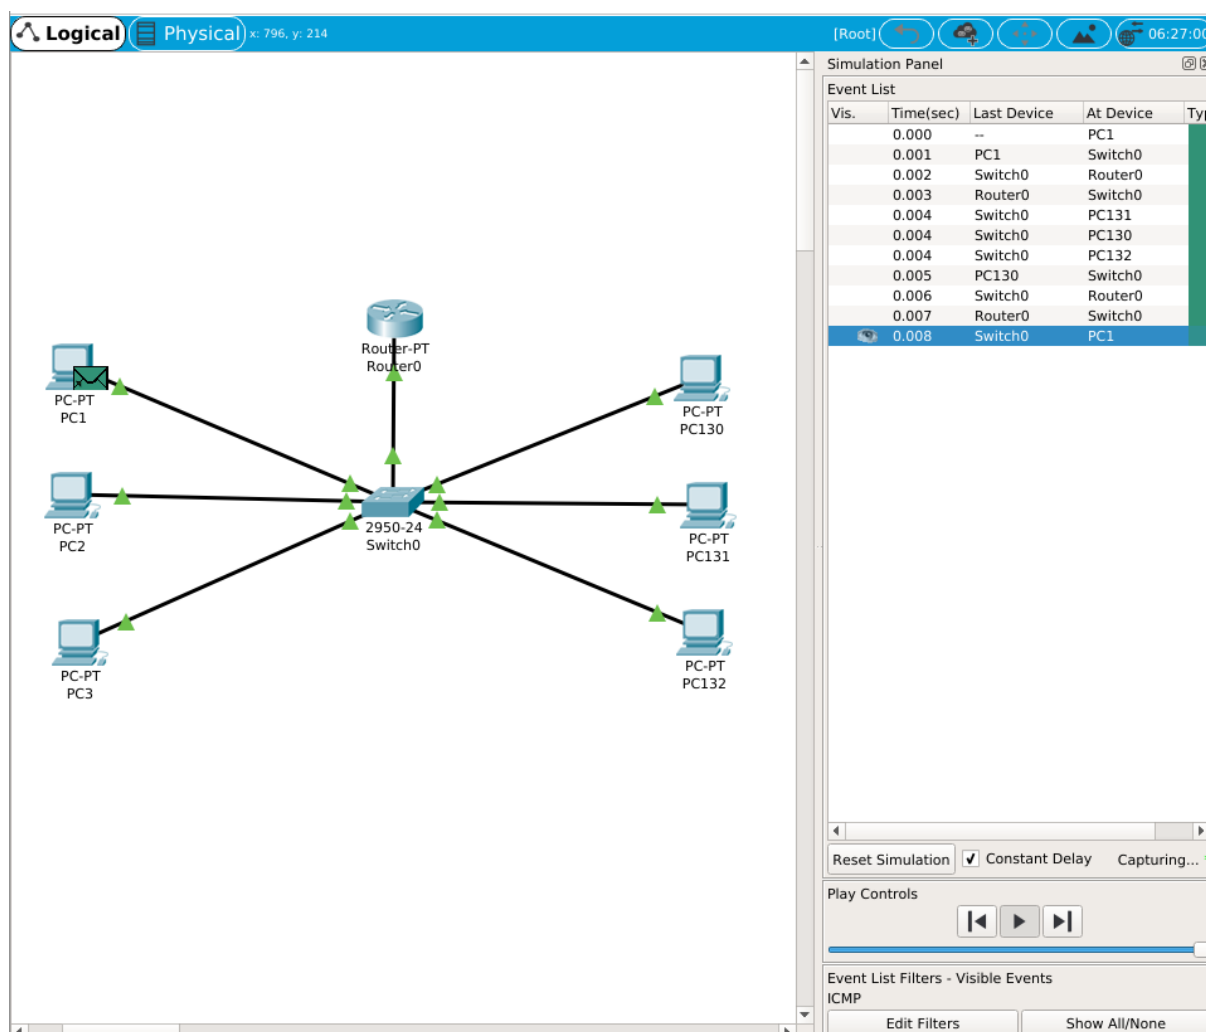 Logical Physical x: 796, y: 214 [Root] 06:27:00
Simulation Panel
Event List
Vis. Time(sec) Last Device At Device Typ
0.000 -- PC1
0.001 PC1 Switch0
0.002 Switch0 Router0
0.003 Router0 Switch0
0.004 Switch0 PC131
0.004 Switch0 PC130
0.004 Switch0 PC132
0.005 PC130 Switch0
0.006 Switch0 Router0
0.007 Router0 Switch0
0.008 Switch0 PC1
Router-PT
Router0
PC-PT
PC1
PC-PT
PC130
PC-PT
PC2
2950-24
Switch0
PC-PT
PC131
PC-PT
PC3
PC-PT
PC132
Reset Simulation Constant Delay Capturing...
Play Controls
Event List Filters - Visible Events
ICMP
Edit Filters Show All/None